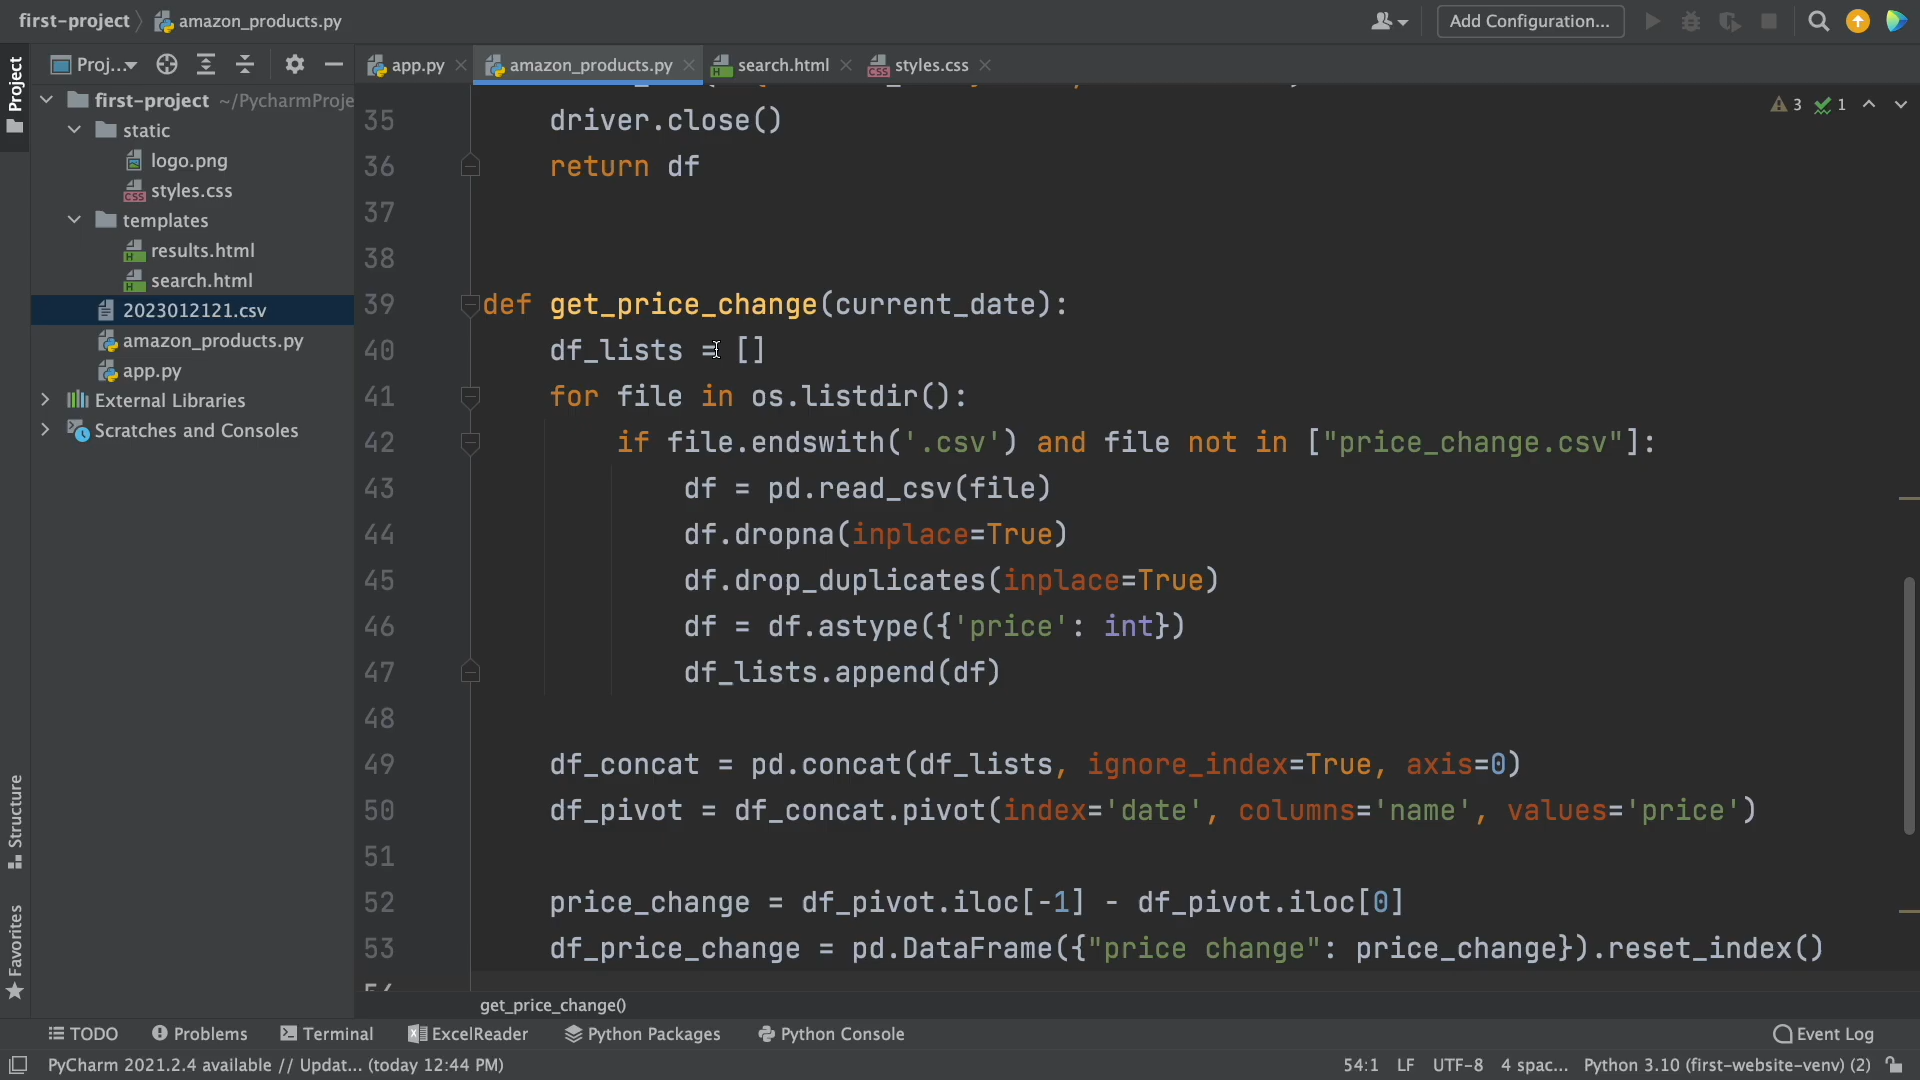 first-project amazon_products.py Add Configuration...
Proj... app.py amazon_products.py search.html styles.css
Project
first-project ~/PycharmProje
static
logo.png
styles.css
templates
results.html
search.html
2023012121.csv
amazon_products.py
app.py
External Libraries
Scratches and Consoles
Structure
Favorites
3 1
35 driver.close()
36 return df
37
38
39 def get_price_change(current_date):
40 df_lists = []
41 for file in os.listdir():
42 if file.endswith('.csv') and file not in ["price_change.csv"]:
43 df = pd.read_csv(file)
44 df.dropna(inplace=True)
45 df.drop_duplicates(inplace=True)
46 df = df.astype({'price': int})
47 df_lists.append(df)
48
49 df_concat = pd.concat(df_lists, ignore_index=True, axis=0)
50 df_pivot = df_concat.pivot(index='date', columns='name', values='price')
51
52 price_change = df_pivot.iloc[-1] - df_pivot.iloc[0]
53 df_price_change = pd.DataFrame({"price change": price_change}).reset_index()
get_price_change()
TODO Problems Terminal ExcelReader Python Packages Python Console Event Log
PyCharm 2021.2.4 available // Updat... (today 12:44 PM) 54:1 LF UTF-8 4 spac... Python 3.10 (first-website-venv) (2)